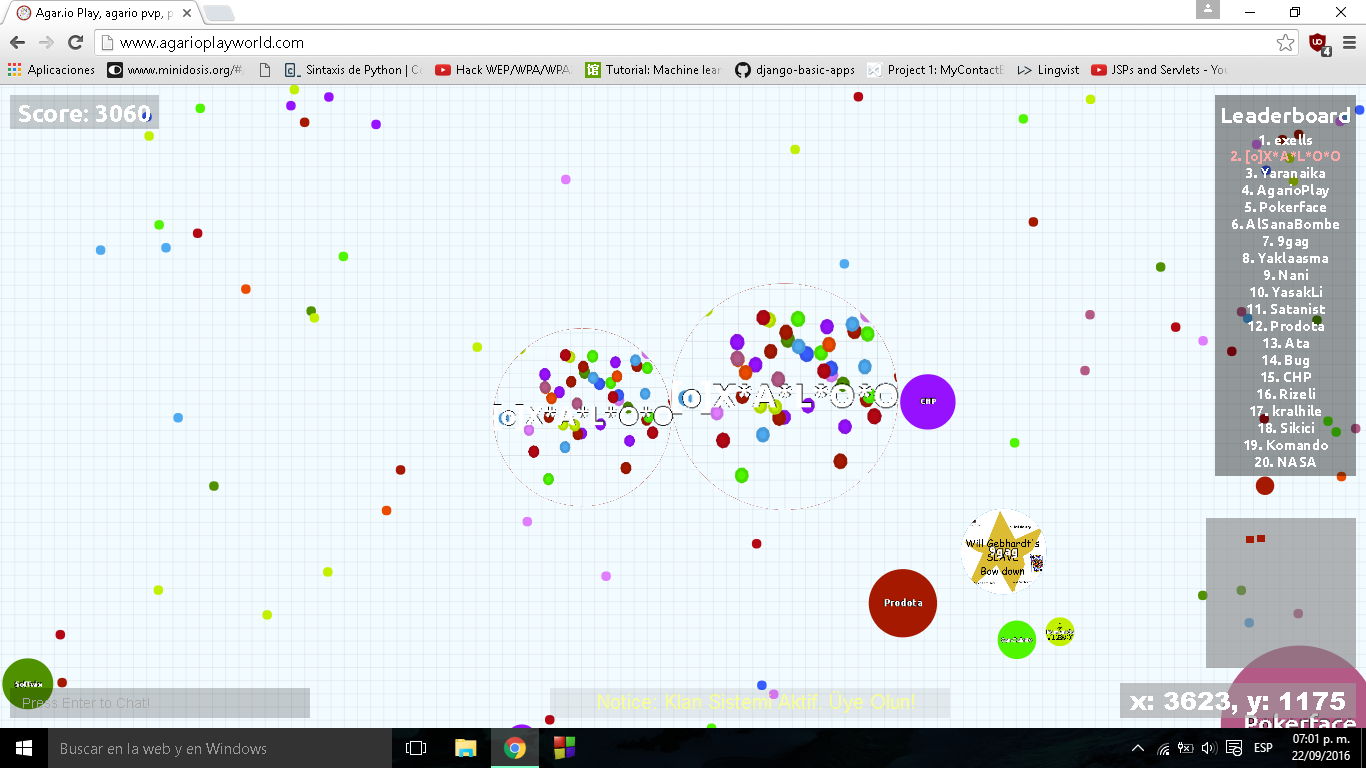 Agar.io Play, agario pvp, p
www.agarioplayworld.com
4
Aplicaciones
www.minidosis.org/#
Sintaxis de Python | Co
Hack WEP/WPA/WPA
Tutorial: Machine lear
django-basic-apps
Project 1: MyContactE
Lingvist
JSPs and Servlets - You
Score: 3060
Leaderboard
1. exells
2. [o]X*A*L*O*O
3. Yaranaika
4. AgarioPlay
5. Pokerface
6. AlSanaBombe
7. 9gag
8. Yaklaasma
9. Nani
10. YasakLi
11. Satanist
12. Prodota
13. Ata
14. Bug
15. CHP
16. Rizeli
17. kralhile
18. Sikici
19. Komando
20. NASA
[o]X*A*L*O*O
[o]X*A*L*O*O
CHP
Will Gebhardt's
SLAVE
9gag
Bow down
Prodota
Press Enter to Chat!
Notice: Klan Sistemi Aktif, Üye Olun!
x: 3623, y: 1175
Pokerface
Buscar en la web y en Windows
ESP
07:01 p. m.
22/09/2016